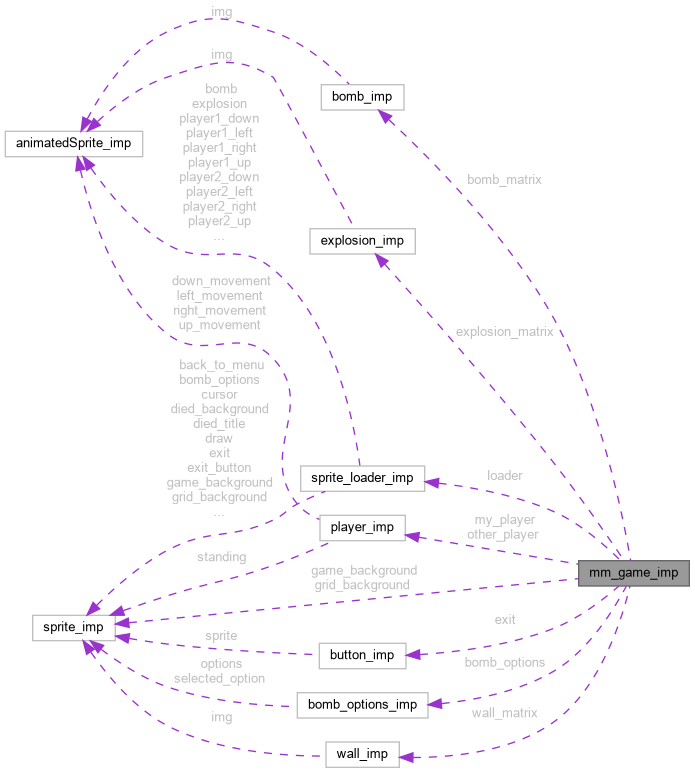 img
img
bomb_imp
bomb
explosion
player1_down
player1_left
player1_right
player1_up
player2_down
player2_left
player2_right
player2_up
...
animatedSprite_imp
bomb_matrix
explosion_imp
down_movement
left_movement
right_movement
up_movement
explosion_matrix
back_to_menu
bomb_options
cursor
died_background
died_title
draw
exit
exit_button
game_background
grid_background
...
sprite_loader_imp
loader
player_imp
my_player
other_player
standing
game_background
grid_background
mm_game_imp
sprite_imp
sprite
button_imp
exit
options
selected_option
bomb_options_imp
bomb_options
img
wall_imp
wall_matrix